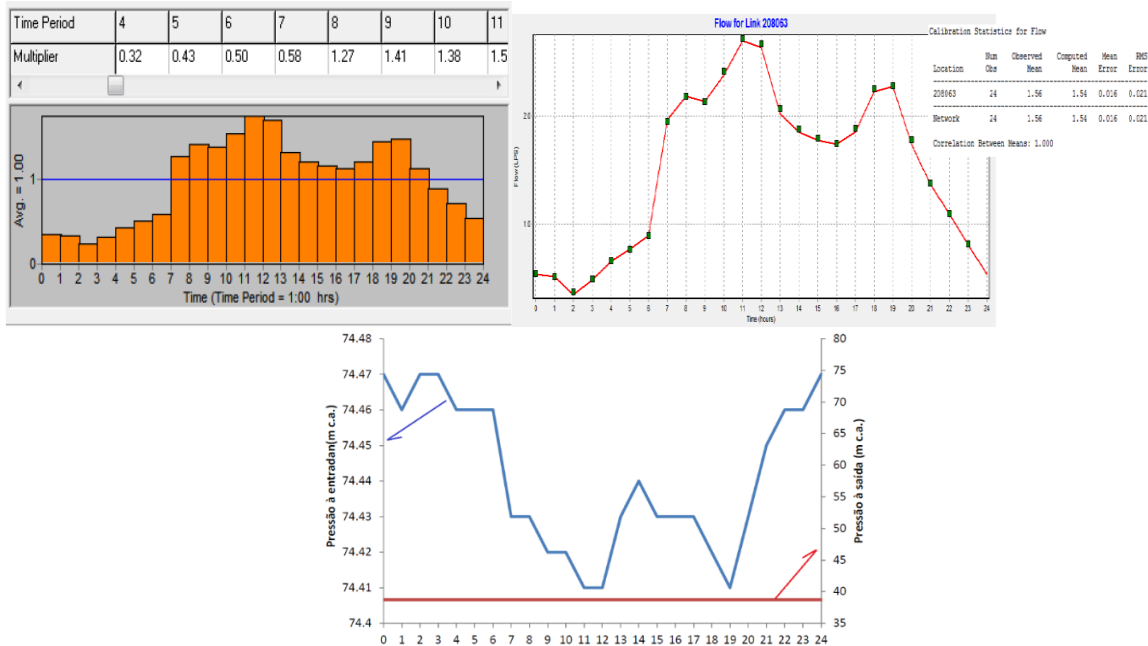 Time Period 4 5 6 7 8 9 10 11
Multiplier 0.32 0.43 0.50 0.58 1.27 1.41 1.38 1.5
Avg. = 1.00
1
0
0 1 2 3 4 5 6 7 8 9 10 11 12 13 14 15 16 17 18 19 20 21 22 23 24
Time (Time Period = 1:00 hrs)
Flow for Link 208063
Flow (LPS)
20
10
0 1 2 3 4 5 6 7 8 9 10 11 12 13 14 15 16 17 18 19 20 21 22 23 24
Time (hours)
Calibration Statistics for Flow
Num Observed Computed Mean RMS
Location Obs Mean Mean Error Error
208063 24 1.56 1.54 0.016 0.021
Network 24 1.56 1.54 0.016 0.021
Correlation Between Means: 1.000
Pressão à entradan(m c.a.)
74.48
74.47
74.46
74.45
74.44
74.43
74.42
74.41
74.4
80
75
70
65
60
55
50
45
40
35
Pressão à saída (m c.a.)
0 1 2 3 4 5 6 7 8 9 10 11 12 13 14 15 16 17 18 19 20 21 22 23 24